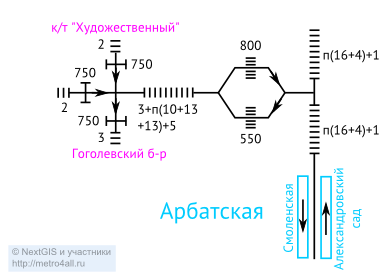 к/т "Художественный"
2
750
750
2
750
3
Гоголевский б-р
3+п(10+13
+13)+5
800
550
п(16+4)+1
п(16+4)+1
Арбатская
Смоленская
Александровский
сад
© NextGIS и участники
http://metro4all.ru